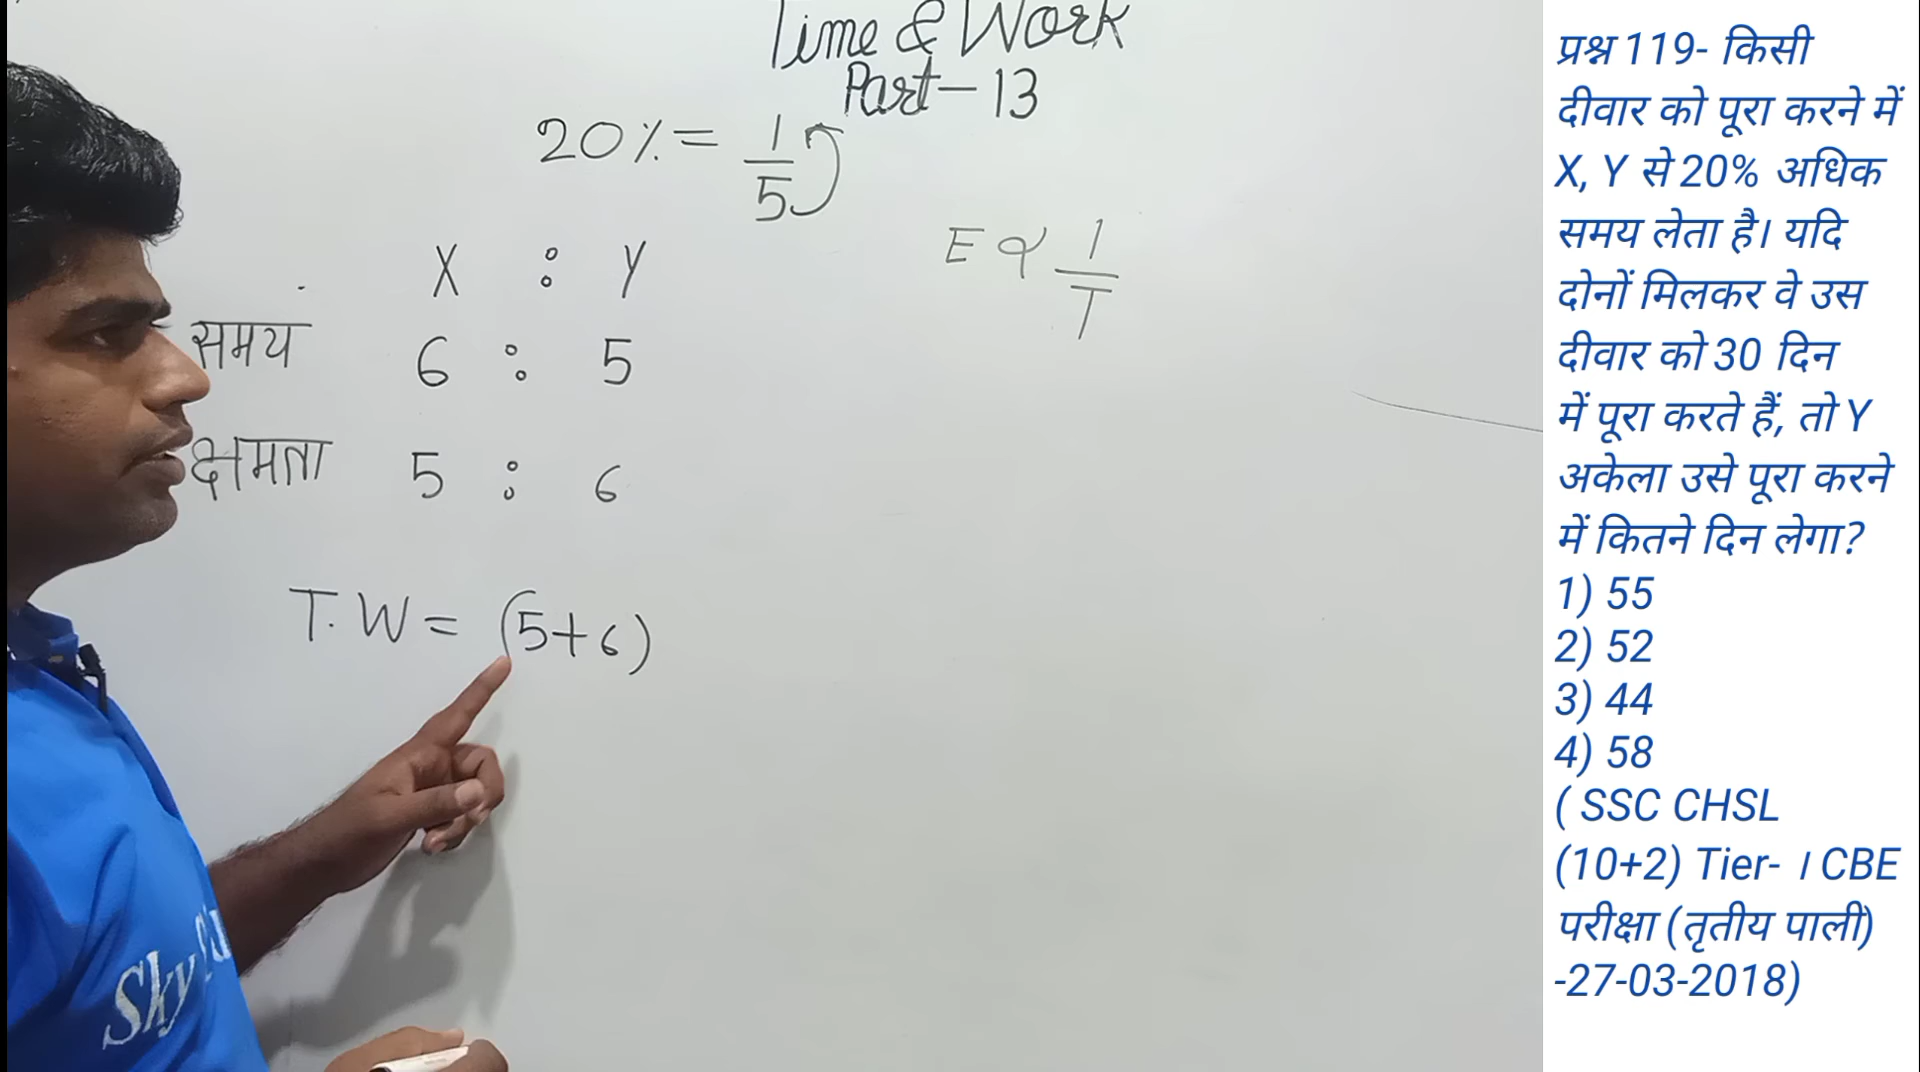 Time & Work
Part-13
20% = 1/5
X : Y
E ∝ 1/T
समय 6 : 5
क्षमता 5 : 6
T.W = (5+6)
Sky
प्रश्न 119- किसी
दीवार को पूरा करने में
X, Y से 20% अधिक
समय लेता है। यदि
दोनों मिलकर वे उस
दीवार को 30 दिन
में पूरा करते हैं, तो Y
अकेला उसे पूरा करने
में कितने दिन लेगा?
1) 55
2) 52
3) 44
4) 58
( SSC CHSL
(10+2) Tier- I CBE
परीक्षा (तृतीय पाली)
-27-03-2018)